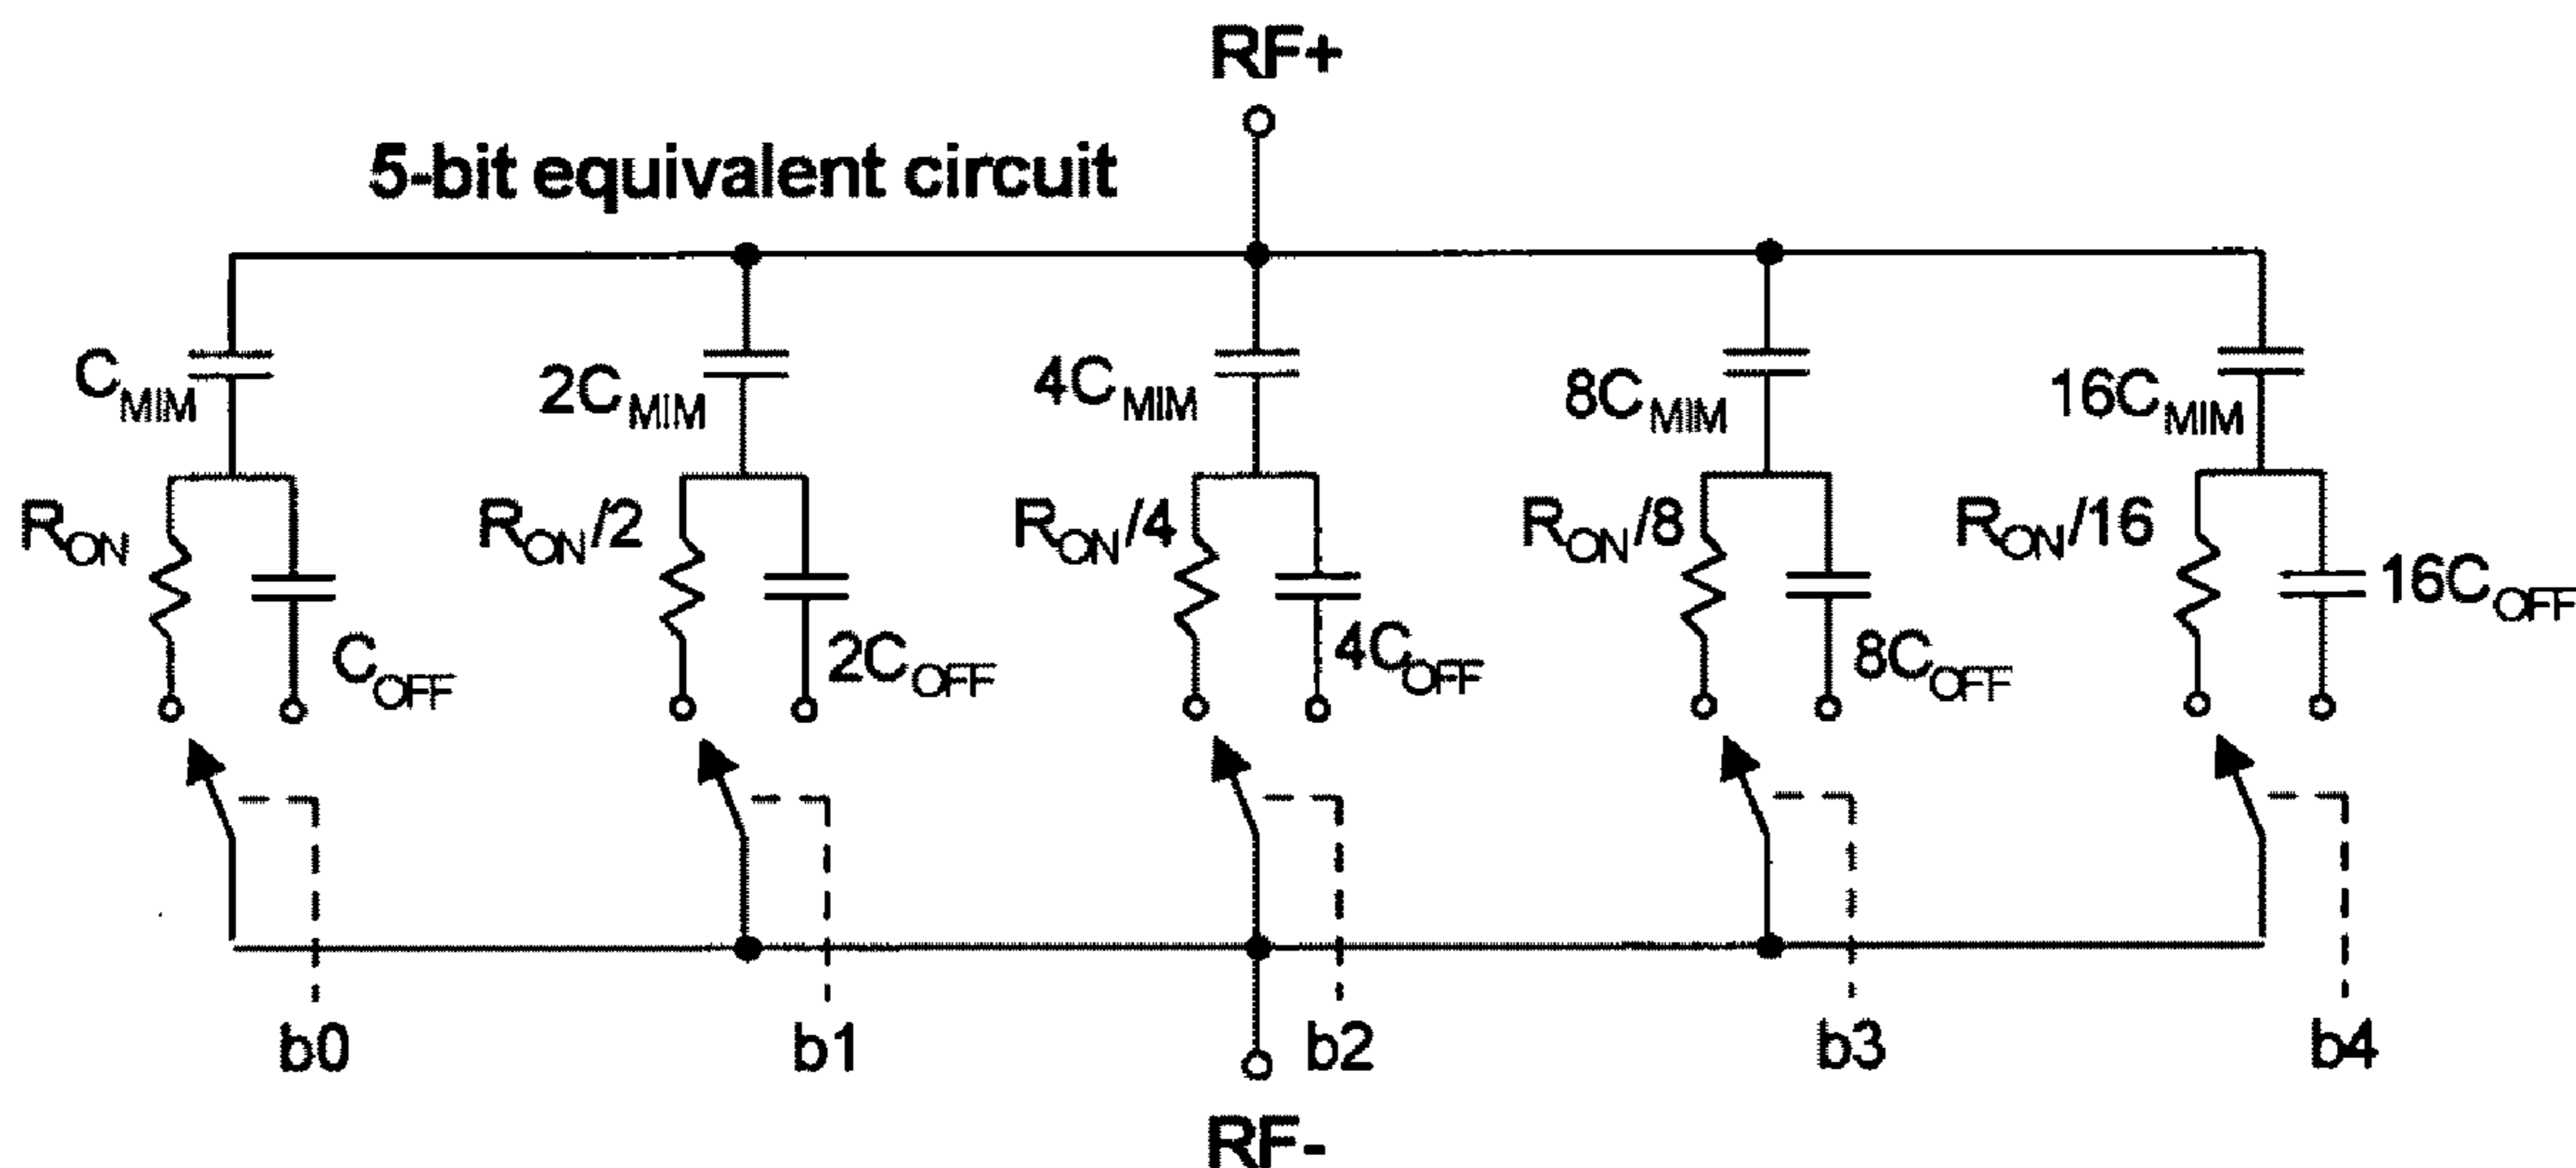 RF+
5-bit equivalent circuit
CMIM
2CMIM
4CMIM
8CMIM
16CMIM
RON
RON/2
RON/4
RON/8
RON/16
COFF
2COFF
4COFF
8COFF
16COFF
b0
b1
b2
b3
b4
RF-